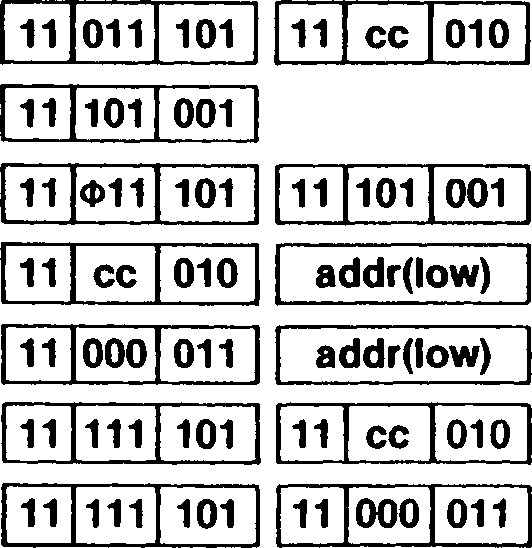 11 011 101 11 cc 010
11 101 001
11 Φ11 101 11 101 001
11 cc 010 addr(low)
11 000 011 addr(low)
11 111 101 11 cc 010
11 111 101 11 000 011